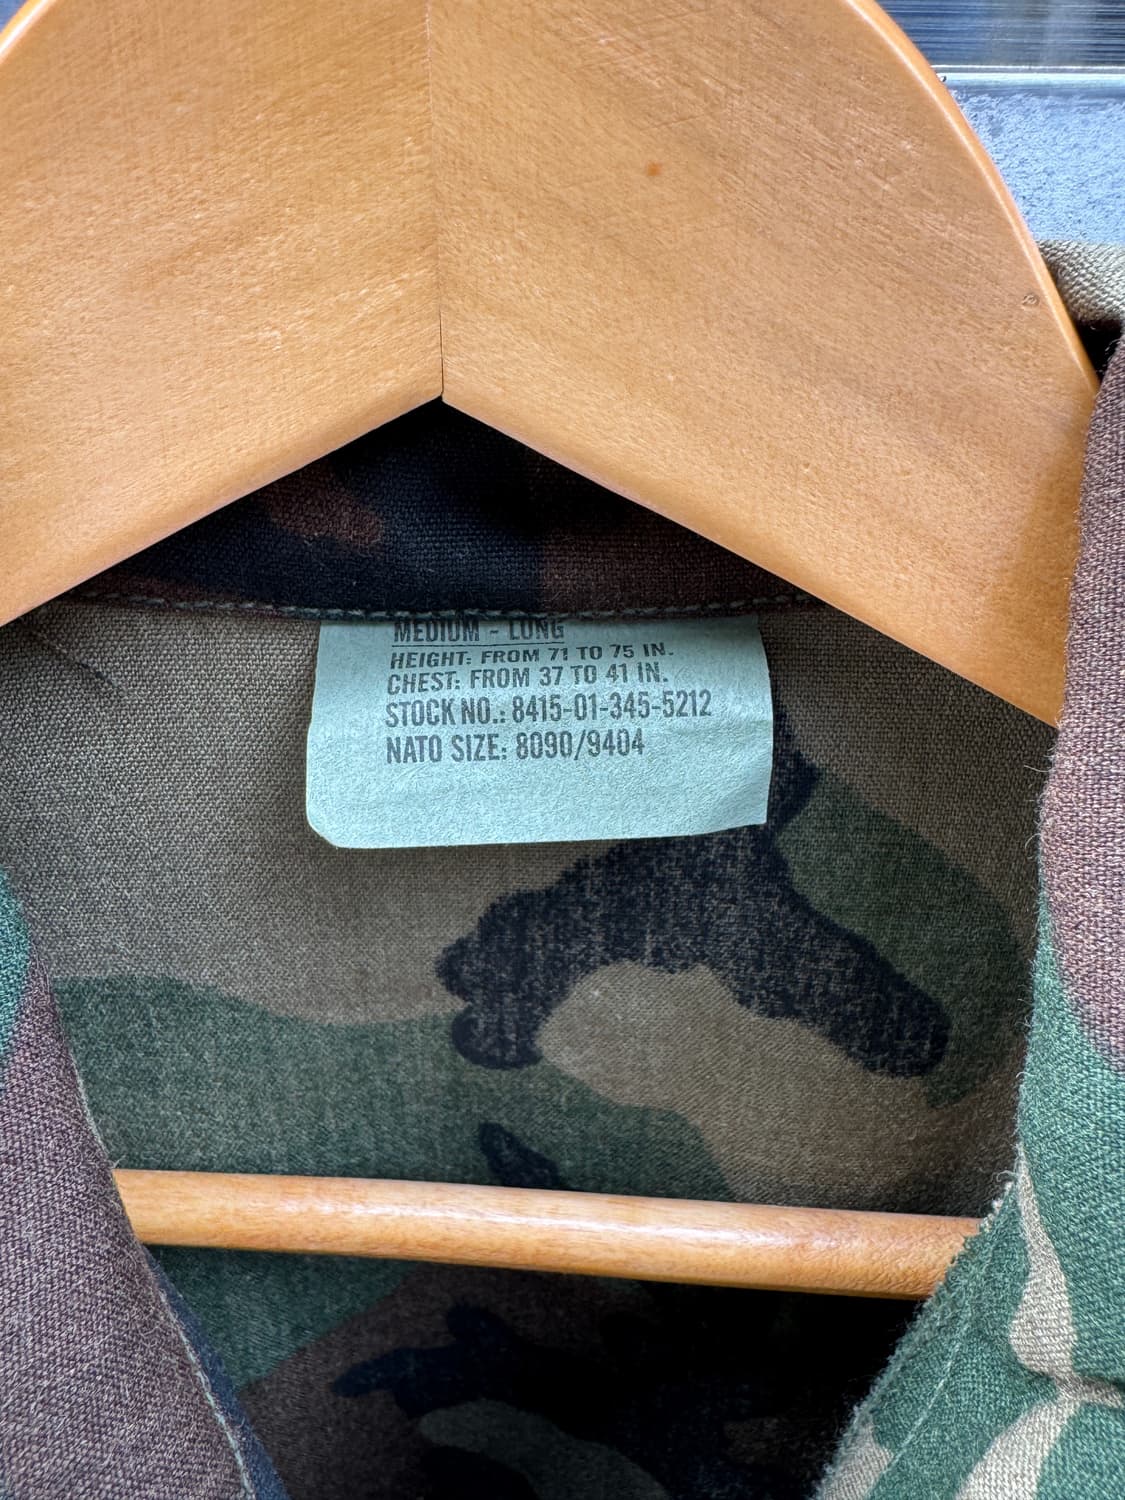 MEDIUM - LONG
HEIGHT: FROM 71 TO 75 IN.
CHEST: FROM 37 TO 41 IN.
STOCK NO.: 8415-01-345-5212
NATO SIZE: 8090/9404